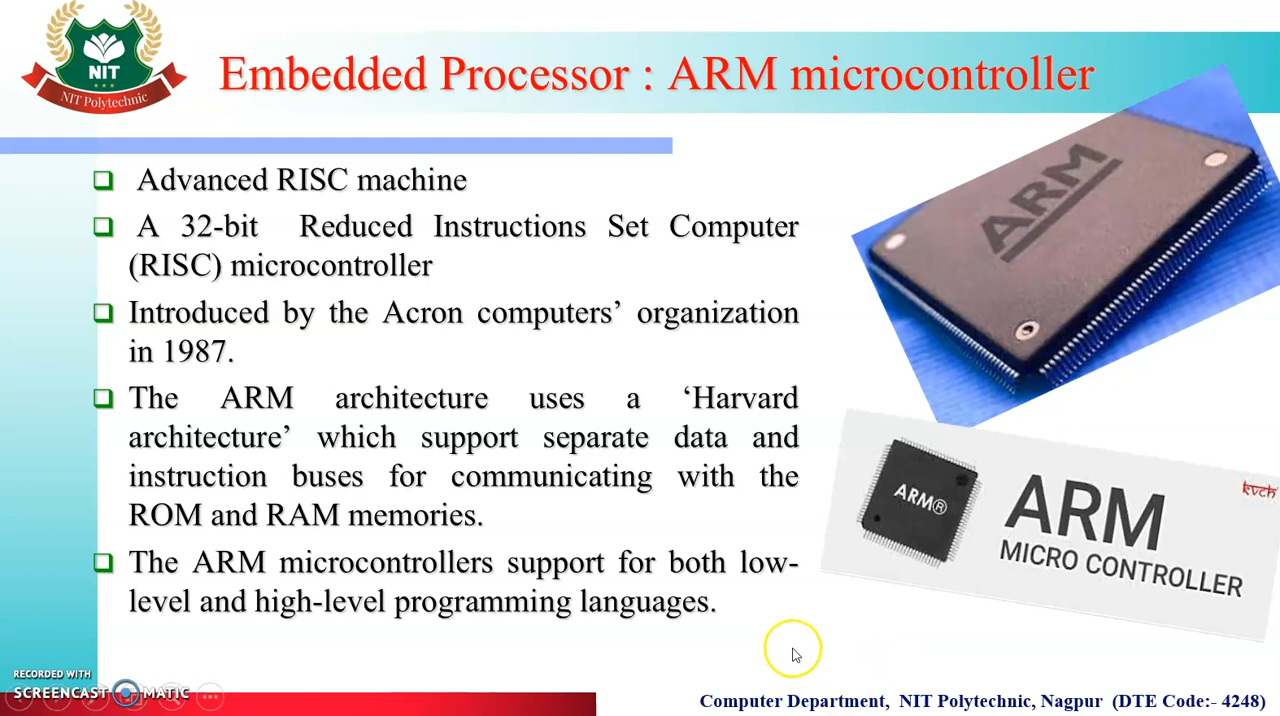 NIT
NIT Polytechnic
Embedded Processor : ARM microcontroller
Advanced RISC machine
A 32-bit Reduced Instructions Set Computer
(RISC) microcontroller
Introduced by the Acron computers’ organization
in 1987.
The ARM architecture uses a ‘Harvard
architecture’ which support separate data and
instruction buses for communicating with the
ROM and RAM memories.
The ARM microcontrollers support for both low-
level and high-level programming languages.
ARM
ARM®
ARM
MICRO CONTROLLER
kvch
RECORDED WITH
SCREENCAST MATIC
Computer Department, NIT Polytechnic, Nagpur (DTE Code:- 4248)